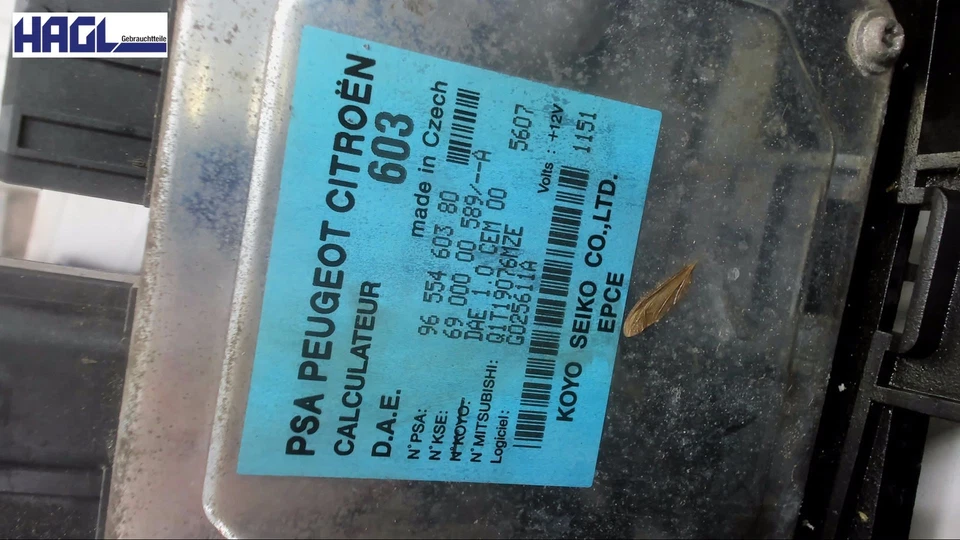 HAGL
Gebrauchtteile
PSA PEUGEOT CITROËN
CALCULATEUR 603
D.A.E. made in Czech
N°PSA: 96 554 603 80
N°KSE: 69 000 00 589/--A
N°KOYO: DAE 1.0 CEM 00
N°MITSUBISHI: Q1T19076MZE 5607
Logiciel: G025611A
Volts : +12V
1151
KOYO SEIKO CO.,LTD.
EPCE